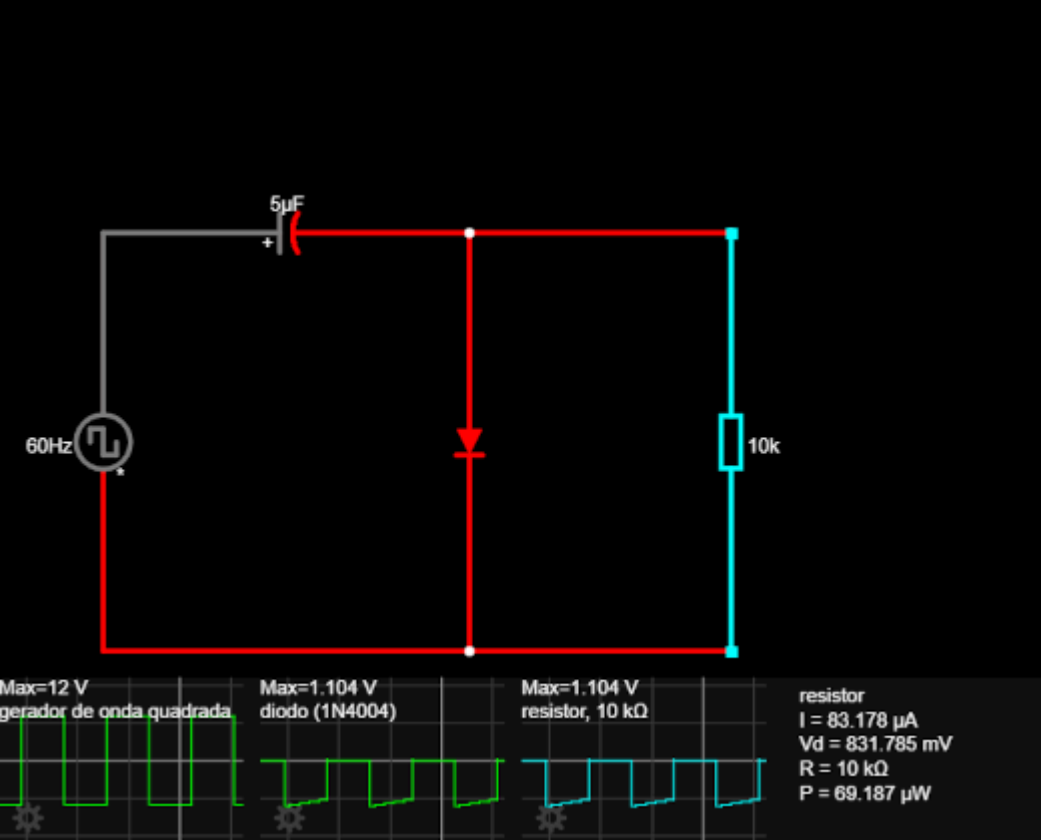 5µF
+
60Hz
*
10k
Max=12 V
gerador de onda quadrada
Max=1.104 V
diodo (1N4004)
Max=1.104 V
resistor, 10 kΩ
resistor
I = 83.178 µA
Vd = 831.785 mV
R = 10 kΩ
P = 69.187 µW